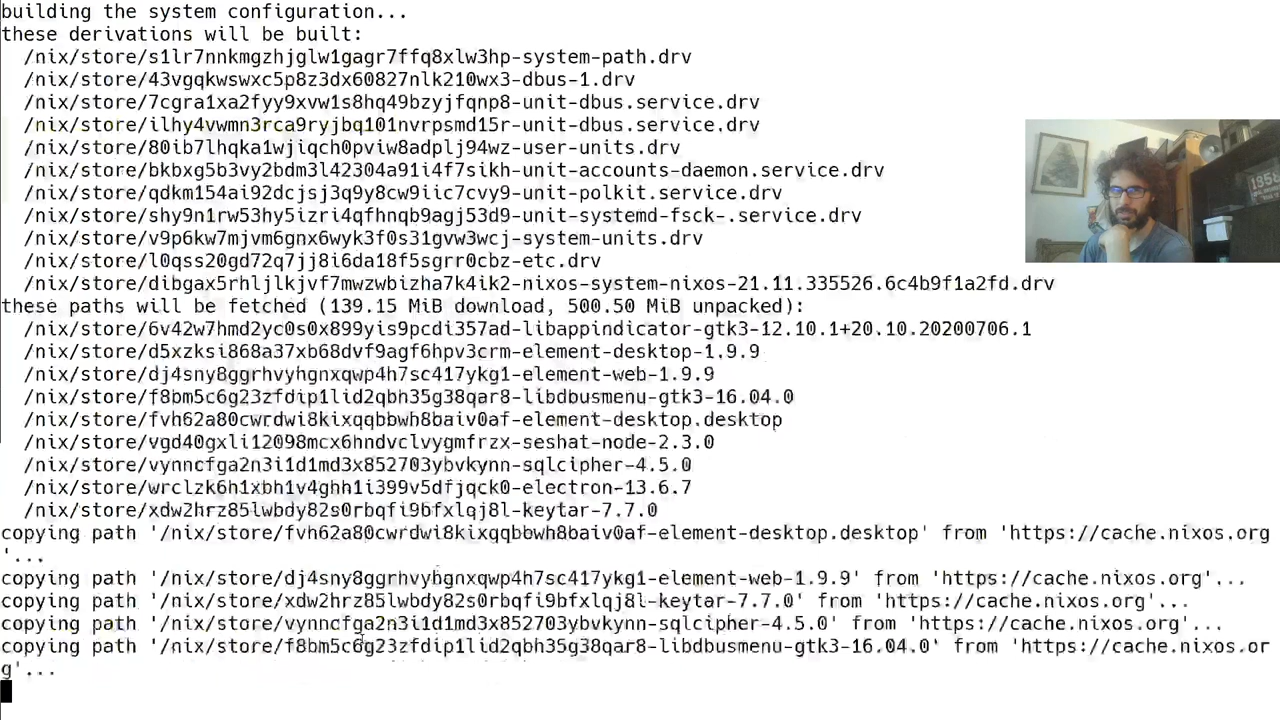 building the system configuration...
these derivations will be built:
/nix/store/s1lr7nnkmgzhjglw1gagr7ffq8xlw3hp-system-path.drv
/nix/store/43vgqkwswxc5p8z3dx60827nlk210wx3-dbus-1.drv
/nix/store/7cgra1xa2fyy9xvw1s8hq49bzyjfqnp8-unit-dbus.service.drv
/nix/store/ilhy4vwmn3rca9ryjbq101nvrpsmd15r-unit-dbus.service.drv
/nix/store/80ib7lhqka1wjiqch0pviw8adplj94wz-user-units.drv
/nix/store/bkbxg5b3vy2bdm3l42304a91i4f7sikh-unit-accounts-daemon.service.drv
/nix/store/qdkm154ai92dcjsj3q9y8cw9iic7cvy9-unit-polkit.service.drv
/nix/store/shy9n1rw53hy5izri4qfhnqb9agj53d9-unit-systemd-fsck-.service.drv
/nix/store/v9p6kw7mjvm6gnx6wyk3f0s31gvw3wcj-system-units.drv
/nix/store/l0qss20gd72q7jj8i6da18f5sgrr0cbz-etc.drv
/nix/store/dibgax5rhljlkjvf7mwzwbizha7k4ik2-nixos-system-nixos-21.11.335526.6c4b9f1a2fd.drv
these paths will be fetched (139.15 MiB download, 500.50 MiB unpacked):
/nix/store/6v42w7hmd2yc0s0x899yis9pcdi357ad-libappindicator-gtk3-12.10.1+20.10.20200706.1
/nix/store/d5xzksi868a37xb68dvf9agf6hpv3crm-element-desktop-1.9.9
/nix/store/dj4sny8ggrhvyhgnxqwp4h7sc417ykg1-element-web-1.9.9
/nix/store/f8bm5c6g23zfdip1lid2qbh35g38qar8-libdbusmenu-gtk3-16.04.0
/nix/store/fvh62a80cwrdwi8kixqqbbwh8baiv0af-element-desktop.desktop
/nix/store/vgd40gxli12098mcx6hndvclvygmfrzx-seshat-node-2.3.0
/nix/store/vynncfga2n3i1d1md3x852703ybvkynn-sqlcipher-4.5.0
/nix/store/wrclzk6h1xbh1v4ghh1i399v5dfjqck0-electron-13.6.7
/nix/store/xdw2hrz85lwbdy82s0rbqfi9bfxlqj8l-keytar-7.7.0
copying path '/nix/store/fvh62a80cwrdwi8kixqqbbwh8baiv0af-element-desktop.desktop' from 'https://cache.nixos.org
'...
copying path '/nix/store/dj4sny8ggrhvyhgnxqwp4h7sc417ykg1-element-web-1.9.9' from 'https://cache.nixos.org'...
copying path '/nix/store/xdw2hrz85lwbdy82s0rbqfi9bfxlqj8l-keytar-7.7.0' from 'https://cache.nixos.org'...
copying path '/nix/store/vynncfga2n3i1d1md3x852703ybvkynn-sqlcipher-4.5.0' from 'https://cache.nixos.org'...
copying path '/nix/store/f8bm5c6g23zfdip1lid2qbh35g38qar8-libdbusmenu-gtk3-16.04.0' from 'https://cache.nixos.or
g'...
1858